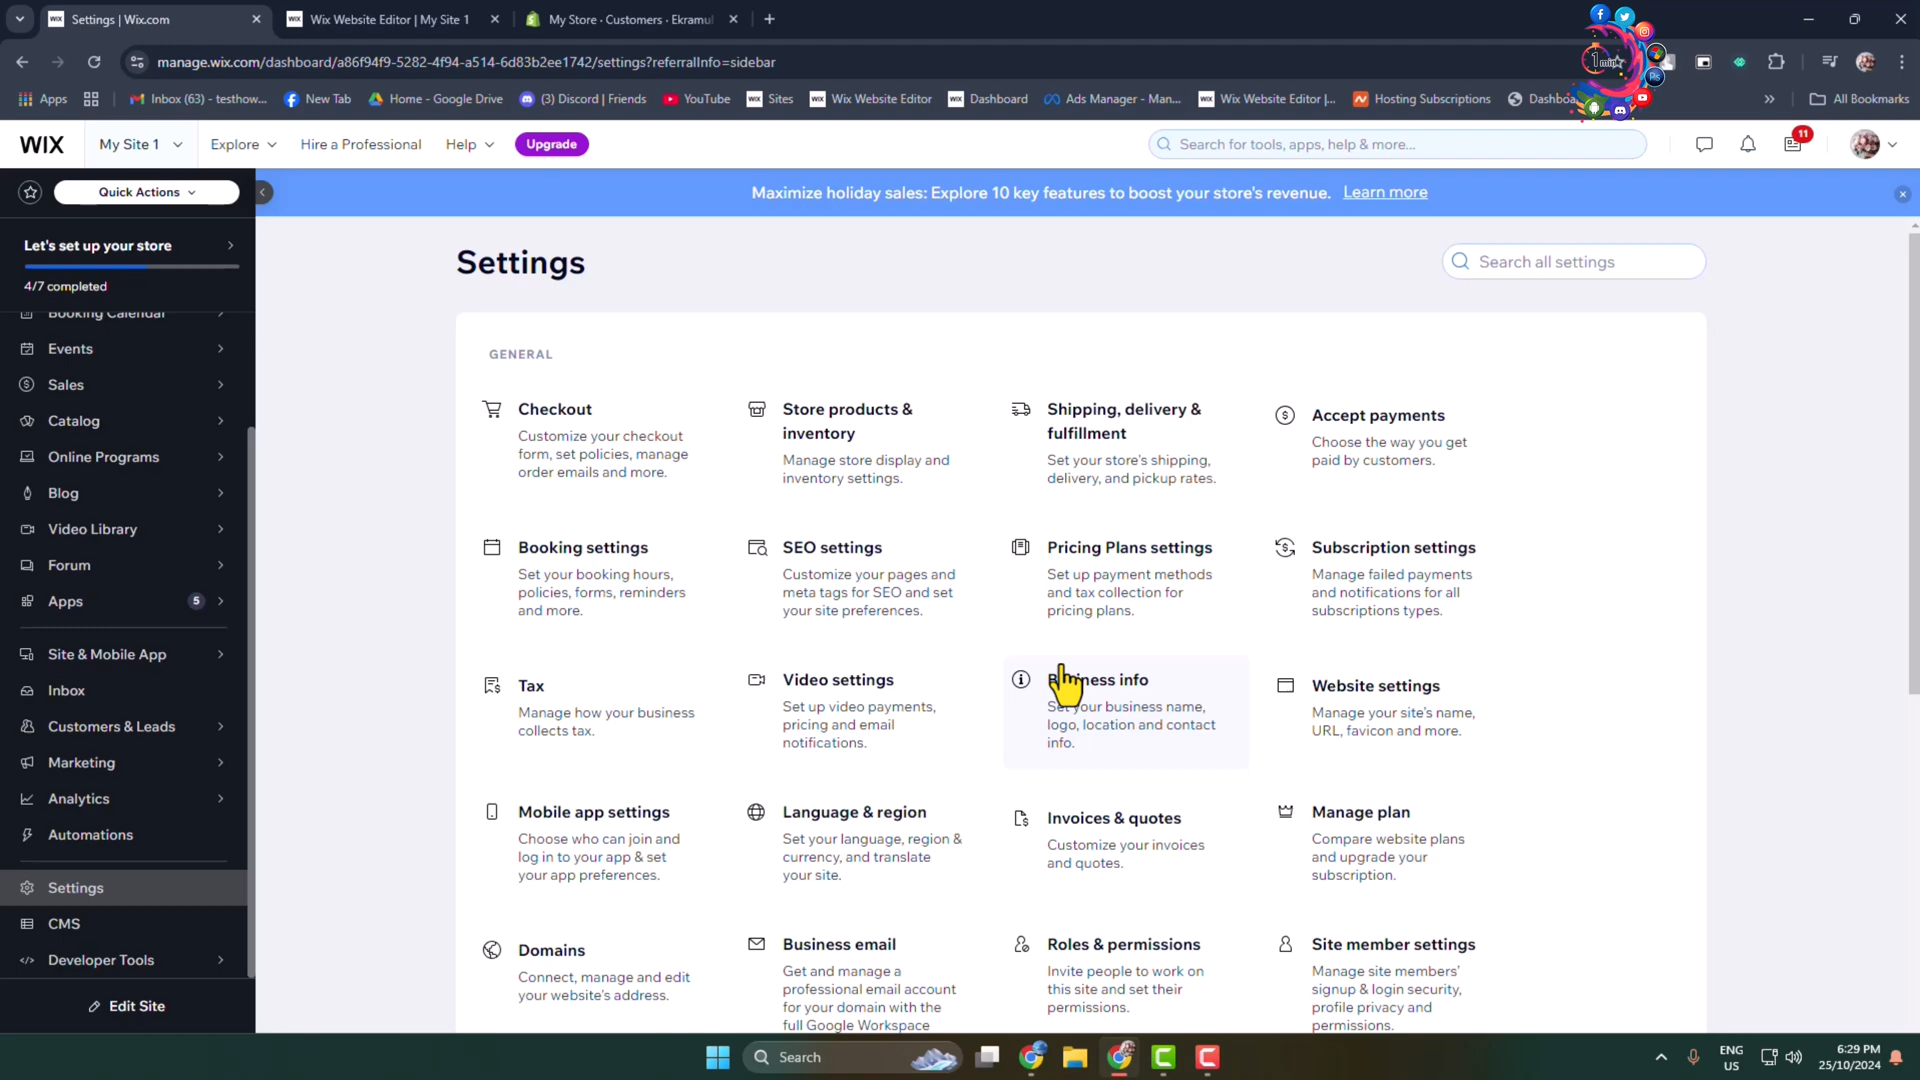 Settings | Wix.com
Wix Website Editor | My Site 1
My Store · Customers · Ekramul
manage.wix.com/dashboard/a86f94f9-5282-4f94-a514-6d83b2ee1742/settings?referralInfo=sidebar
1 min
Apps
Inbox (63) - testhow...
New Tab
Home - Google Drive
(3) Discord | Friends
YouTube
Sites
Wix Website Editor
Dashboard
Ads Manager - Man...
Wix Website Editor |...
Hosting Subscriptions
All Bookmarks
WIX
My Site 1
Explore
Hire a Professional
Help
Upgrade
Search for tools, apps, help & more...
11
Quick Actions
Maximize holiday sales: Explore 10 key features to boost your store's revenue. Learn more
Let's set up your store
4/7 completed
Booking Calendar
Events
Sales
Catalog
Online Programs
Blog
Video Library
Forum
Apps 5
Site & Mobile App
Inbox
Customers & Leads
Marketing
Analytics
Automations
Settings
CMS
Developer Tools
Edit Site
Settings
Search all settings
GENERAL
Checkout
Customize your checkout
form, set policies, manage
order emails and more.
Store products &
inventory
Manage store display and
inventory settings.
Shipping, delivery &
fulfillment
Set your store's shipping,
delivery, and pickup rates.
Accept payments
Choose the way you get
paid by customers.
Booking settings
Set your booking hours,
policies, forms, reminders
and more.
SEO settings
Customize your pages and
meta tags for SEO and set
your site preferences.
Pricing Plans settings
Set up payment methods
and tax collection for
pricing plans.
Subscription settings
Manage failed payments
and notifications for all
subscriptions types.
Tax
Manage how your business
collects tax.
Video settings
Set up video payments,
pricing and email
notifications.
Business info
Set your business name,
logo, location and contact
info.
Website settings
Manage your site's name,
URL, favicon and more.
Mobile app settings
Choose who can join and
log in to your app & set
your app preferences.
Language & region
Set your language, region &
currency, and translate
your site.
Invoices & quotes
Customize your invoices
and quotes.
Manage plan
Compare website plans
and upgrade your
subscription.
Domains
Connect, manage and edit
your website's address.
Business email
Get and manage a
professional email account
for your domain with the
full Google Workspace
Roles & permissions
Invite people to work on
this site and set their
permissions.
Site member settings
Manage site members'
signup & login security,
profile privacy and
permissions.
Search
ENG
US
6:29 PM
25/10/2024